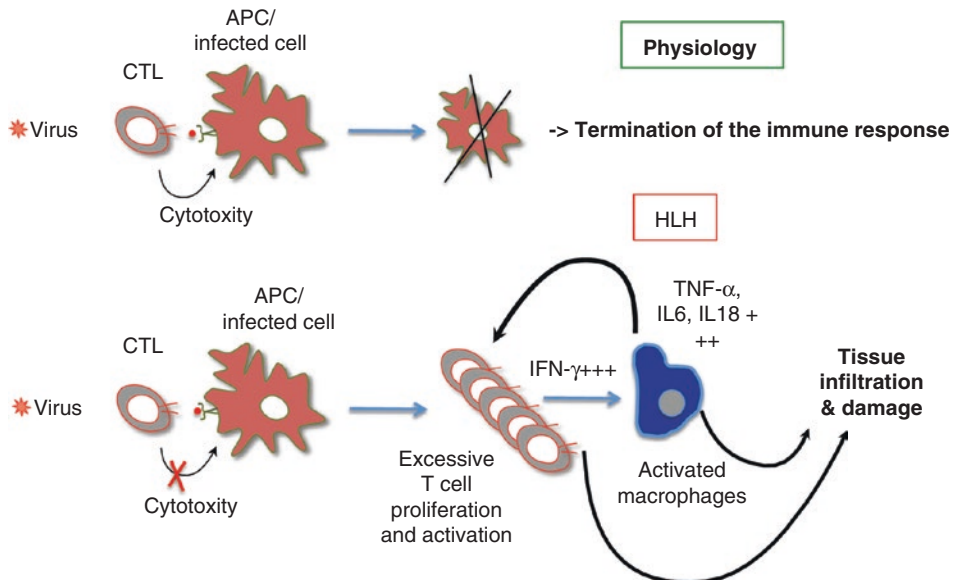 APC/
infected cell
CTL
Virus
Cytotoxity
Physiology
-> Termination of the immune response
HLH
APC/
infected cell
CTL
Virus
Cytotoxity
Excessive
T cell
proliferation
and activation
IFN-γ+++
TNF-α,
IL6, IL18 +
++
Activated
macrophages
Tissue
infiltration
& damage